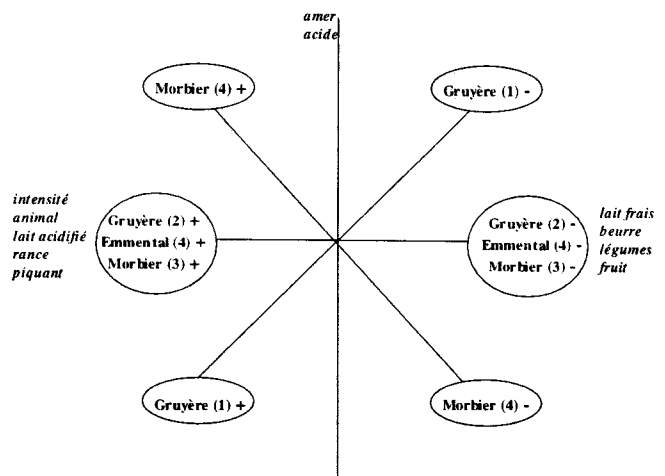 amer
acide
Morbier (4) +
Gruyère (1) -
intensité
animal
lait acidifié
rance
piquant
Gruyère (2) +
Emmental (4) +
Morbier (3) +
Gruyère (2) -
Emmental (4) -
Morbier (3) -
lait frais
beurre
légumes
fruit
Gruyère (1) +
Morbier (4) -